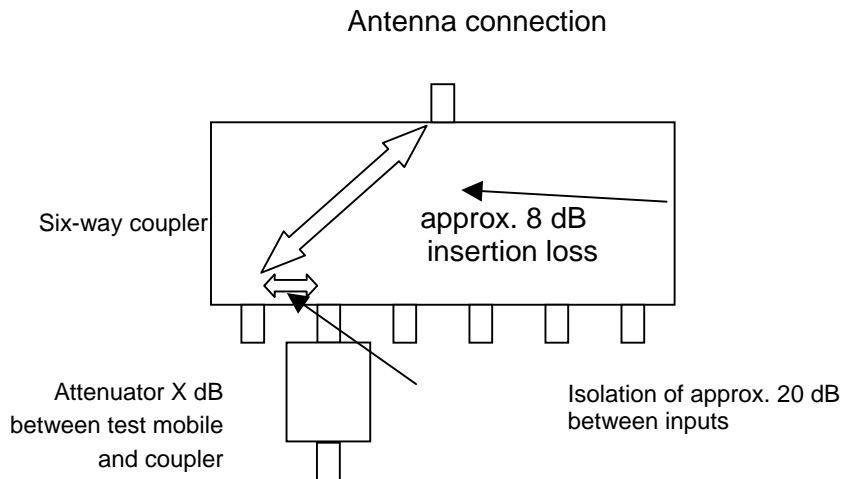 Antenna connection
Six-way coupler
approx. 8 dB
insertion loss
Attenuator X dB
between test mobile
and coupler
Isolation of approx. 20 dB
between inputs